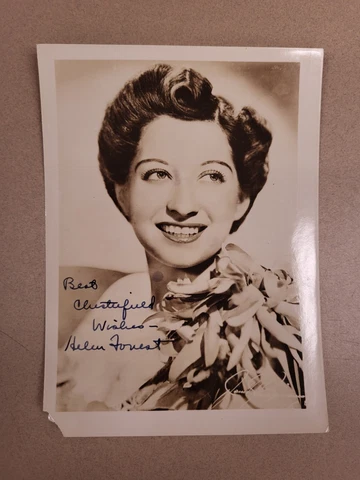 Best
Chesterfield
Wishes -
Helen Forrest